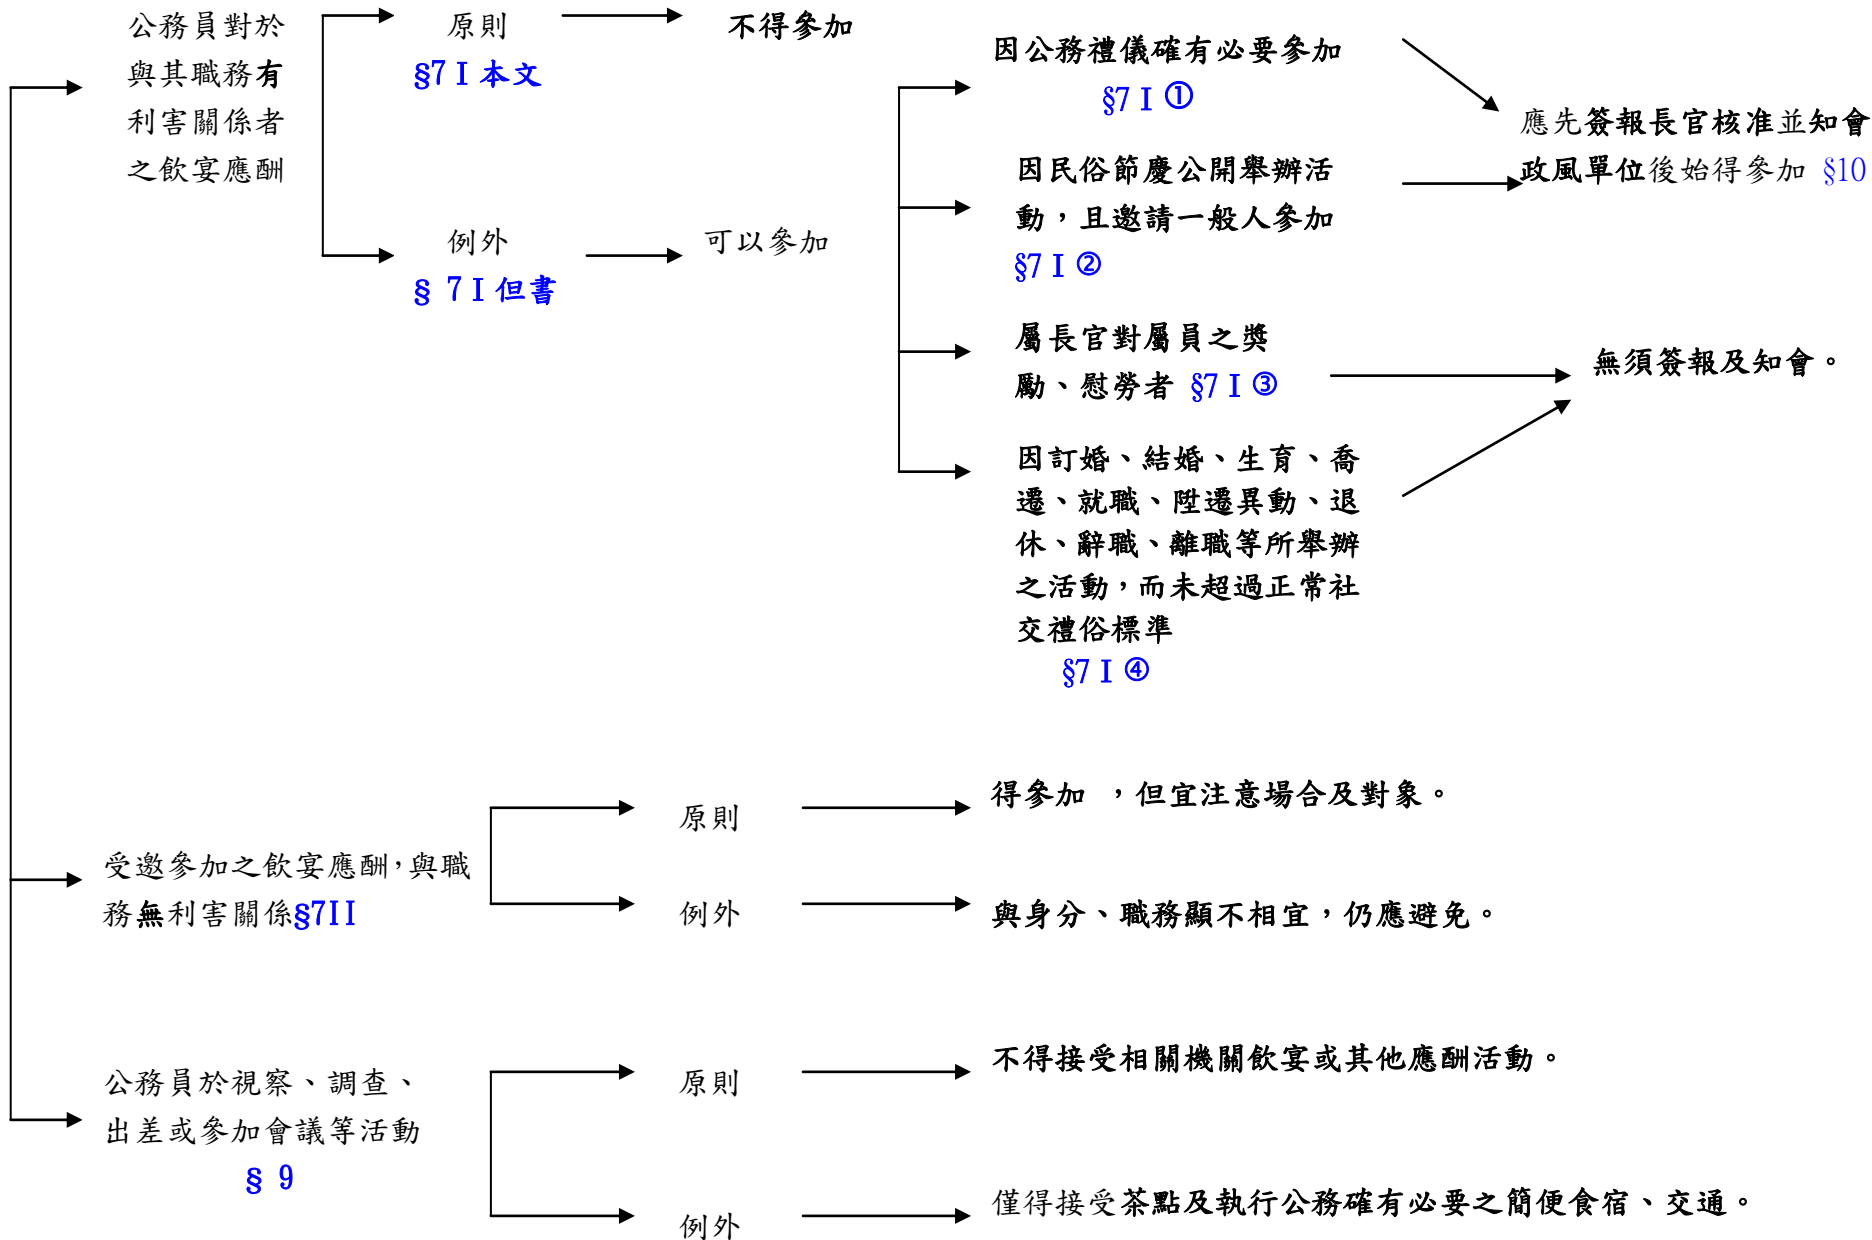 公務員對於
與其職務有
利害關係者
之飲宴應酬
原則
§7 I 本文
不得參加
例外
§ 7 I 但書
可以參加
因公務禮儀確有必要參加
§7 I ①
因民俗節慶公開舉辦活
動，且邀請一般人參加
§7 I ②
應先簽報長官核准並知會
政風單位後始得參加 §10
屬長官對屬員之獎
勵、慰勞者 §7 I ③
因訂婚、結婚、生育、喬
遷、就職、陞遷異動、退
休、辭職、離職等所舉辦
之活動，而未超過正常社
交禮俗標準
§7 I ④
無須簽報及知會。
受邀參加之飲宴應酬，與職
務無利害關係§7II
原則
得參加 ，但宜注意場合及對象。
例外
與身分、職務顯不相宜，仍應避免。
公務員於視察、調查、
出差或參加會議等活動
§ 9
原則
不得接受相關機關飲宴或其他應酬活動。
例外
僅得接受茶點及執行公務確有必要之簡便食宿、交通。